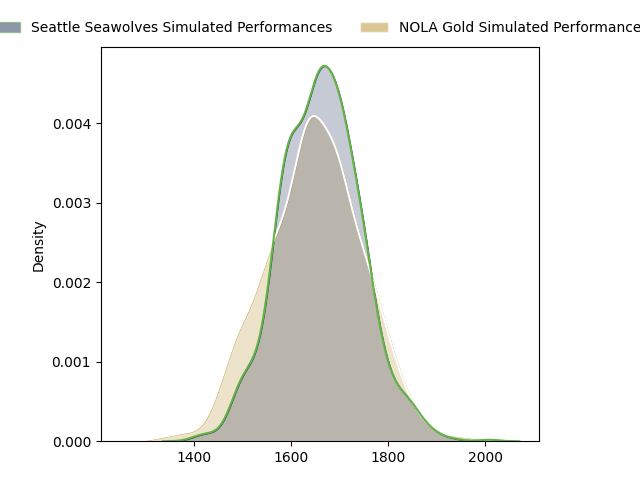 Seattle Seawolves Simulated Performances
NOLA Gold Simulated Performance
Density
0.004
0.003
0.002
0.001
0.000
1400 1600 1800 2000